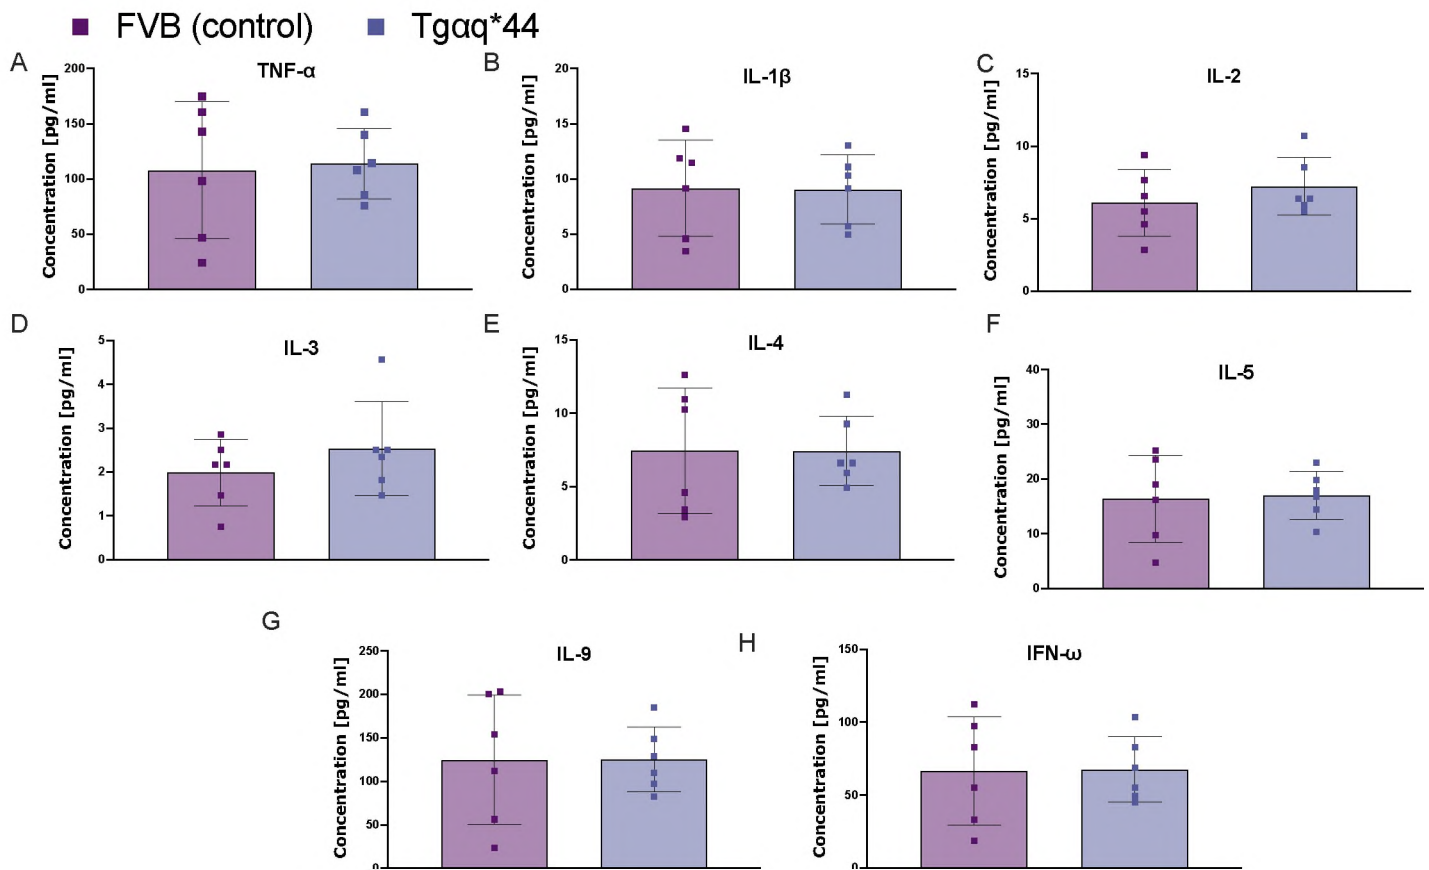 FVB (control) Tgαq*44
A
TNF-α
Concentration [pg/ml]
200
150
100
50
0
B
IL-1β
Concentration [pg/ml]
20
15
10
5
0
C
IL-2
Concentration [pg/ml]
15
10
5
0
D
IL-3
Concentration [pg/ml]
5
4
3
2
1
0
E
IL-4
Concentration [pg/ml]
15
10
5
0
F
IL-5
Concentration [pg/ml]
40
30
20
10
0
G
IL-9
Concentration [pg/ml]
250
200
150
100
50
0
H
IFN-ω
Concentration [pg/ml]
150
100
50
0